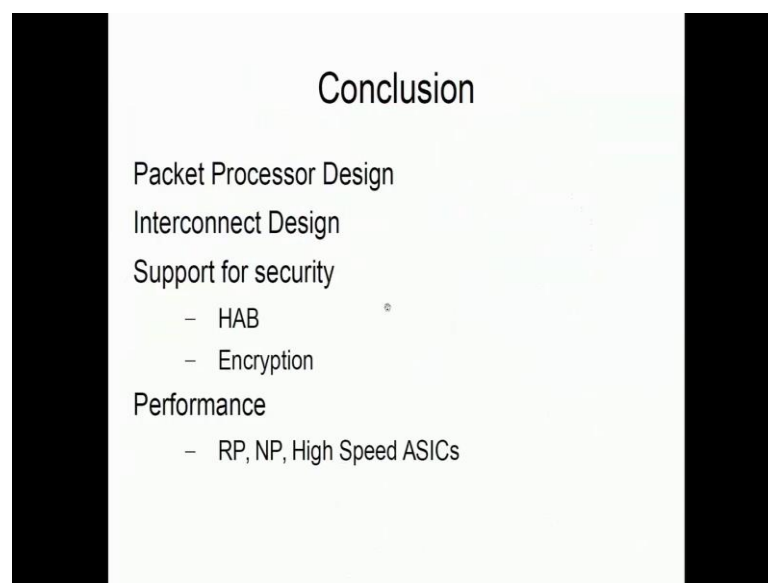 Conclusion
Packet Processor Design
Interconnect Design
Support for security
– HAB
– Encryption
Performance
– RP, NP, High Speed ASICs